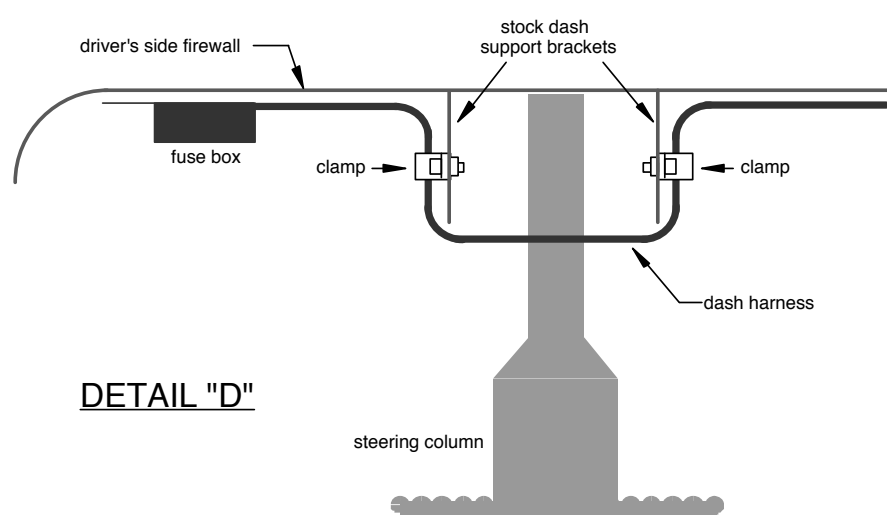 stock dash
support brackets
driver's side firewall
fuse box
clamp
clamp
dash harness
DETAIL "D"
steering column